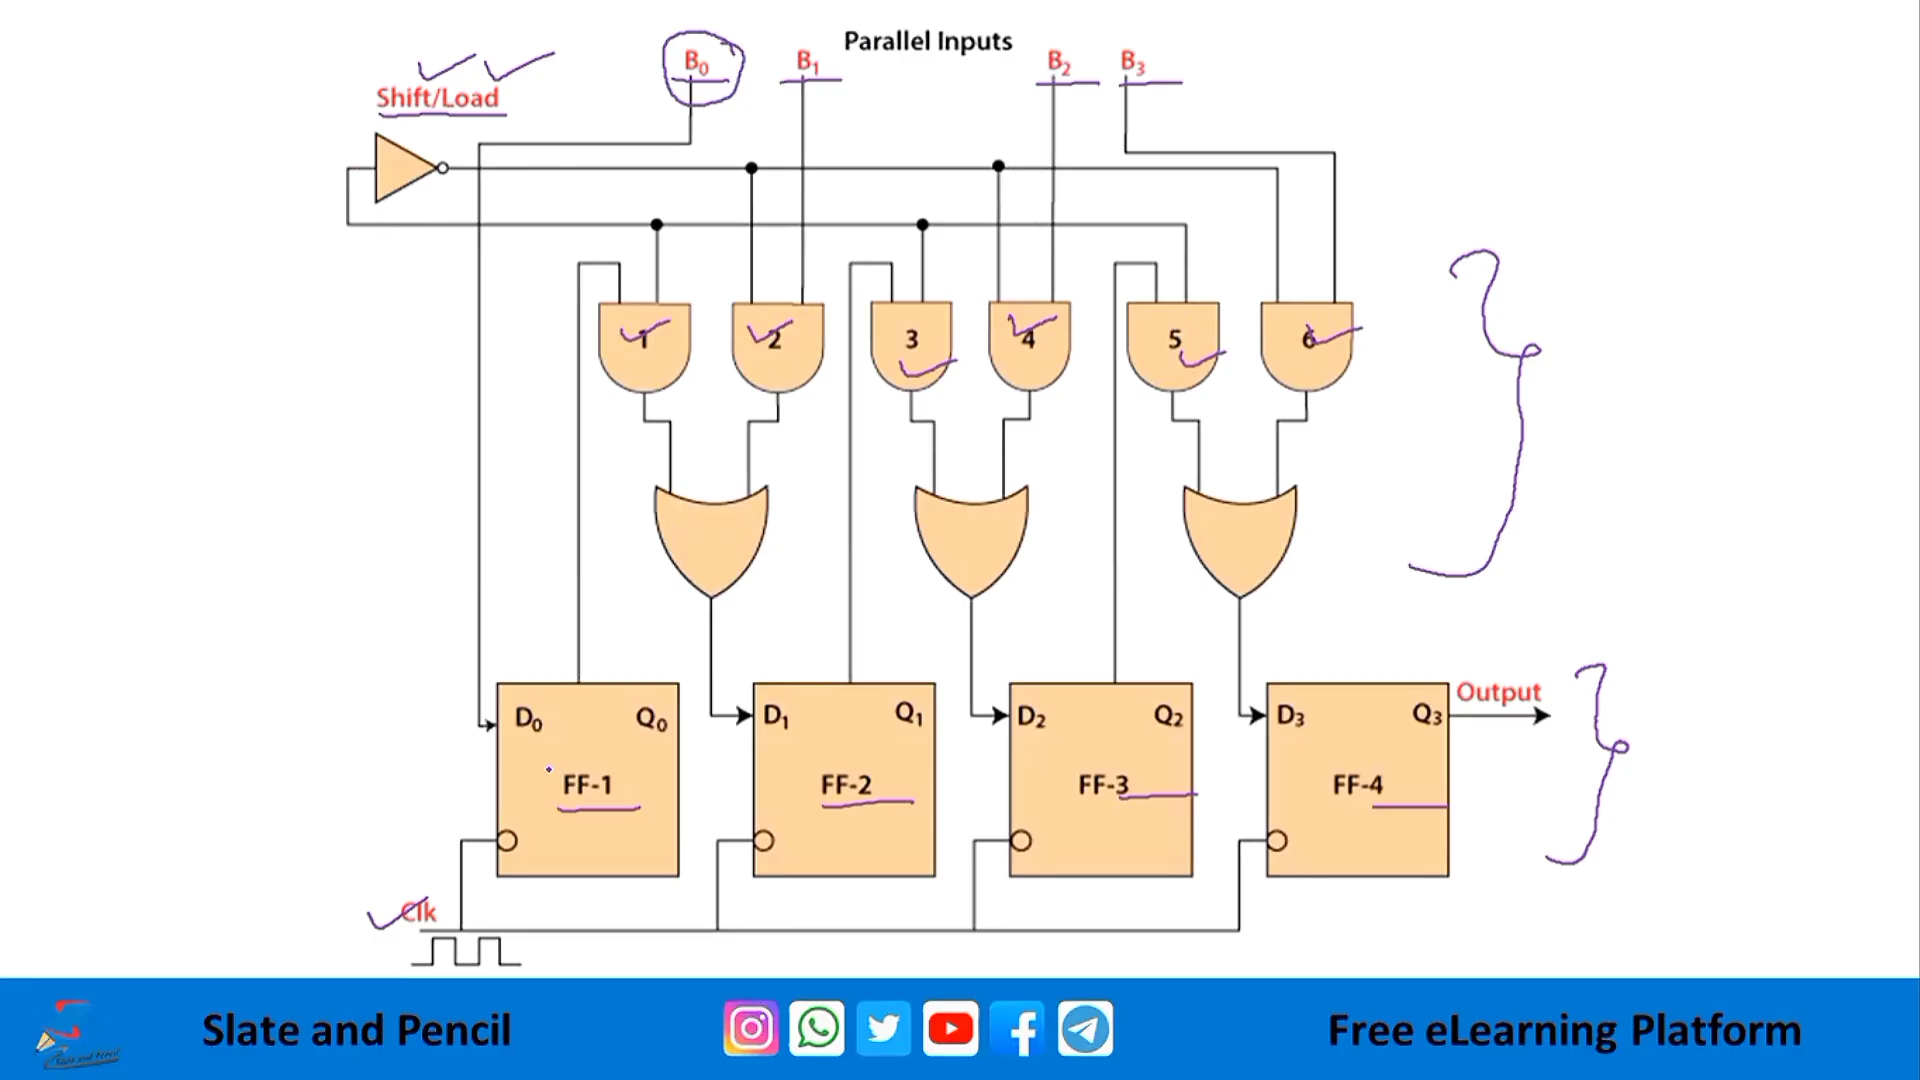 Parallel Inputs
B₀ B₁ B₂ B₃
Shift/Load
1 2 3 4 5 6
Output
D₀ Q₀ D₁ Q₁ D₂ Q₂ D₃ Q₃
FF-1 FF-2 FF-3 FF-4
Clk
Slate and Pencil
Free eLearning Platform